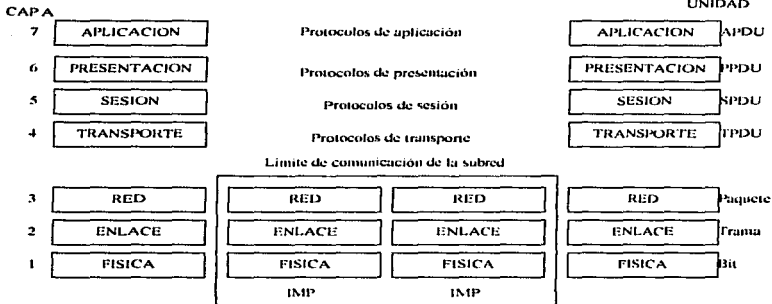 UNIDAD
CAPA
7 APLICACION Protocolos de aplicación APLICACION APDU
6 PRESENTACION Protocolos de presentación PRESENTACION PPDU
5 SESION Protocolos de sesión SESION SPDU
4 TRANSPORTE Protocolos de transporte TRANSPORTE TPDU
Límite de comunicación de la subred
3 RED RED RED RED Paquete
2 ENLACE ENLACE ENLACE ENLACE Trama
1 FISICA FISICA FISICA FISICA Bit
IMP IMP